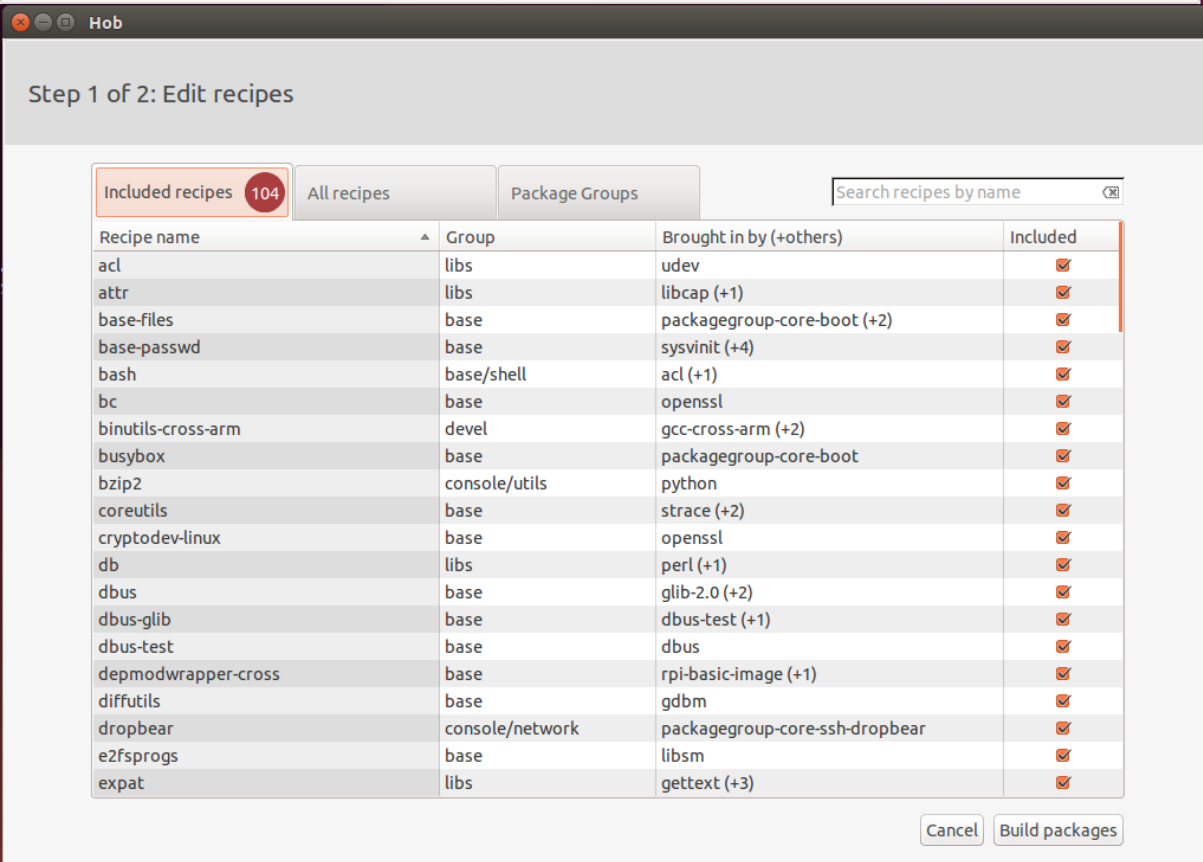 Hob
Step 1 of 2: Edit recipes
Included recipes 104 All recipes Package Groups Search recipes by name
Recipe name Group Brought in by (+others) Included
acl libs udev
attr libs libcap (+1)
base-files base packagegroup-core-boot (+2)
base-passwd base sysvinit (+4)
bash base/shell acl (+1)
bc base openssl
binutils-cross-arm devel gcc-cross-arm (+2)
busybox base packagegroup-core-boot
bzip2 console/utils python
coreutils base strace (+2)
cryptodev-linux base openssl
db libs perl (+1)
dbus base glib-2.0 (+2)
dbus-glib base dbus-test (+1)
dbus-test base dbus
depmodwrapper-cross base rpi-basic-image (+1)
diffutils base gdbm
dropbear console/network packagegroup-core-ssh-dropbear
e2fsprogs base libsm
expat libs gettext (+3)
Cancel Build packages